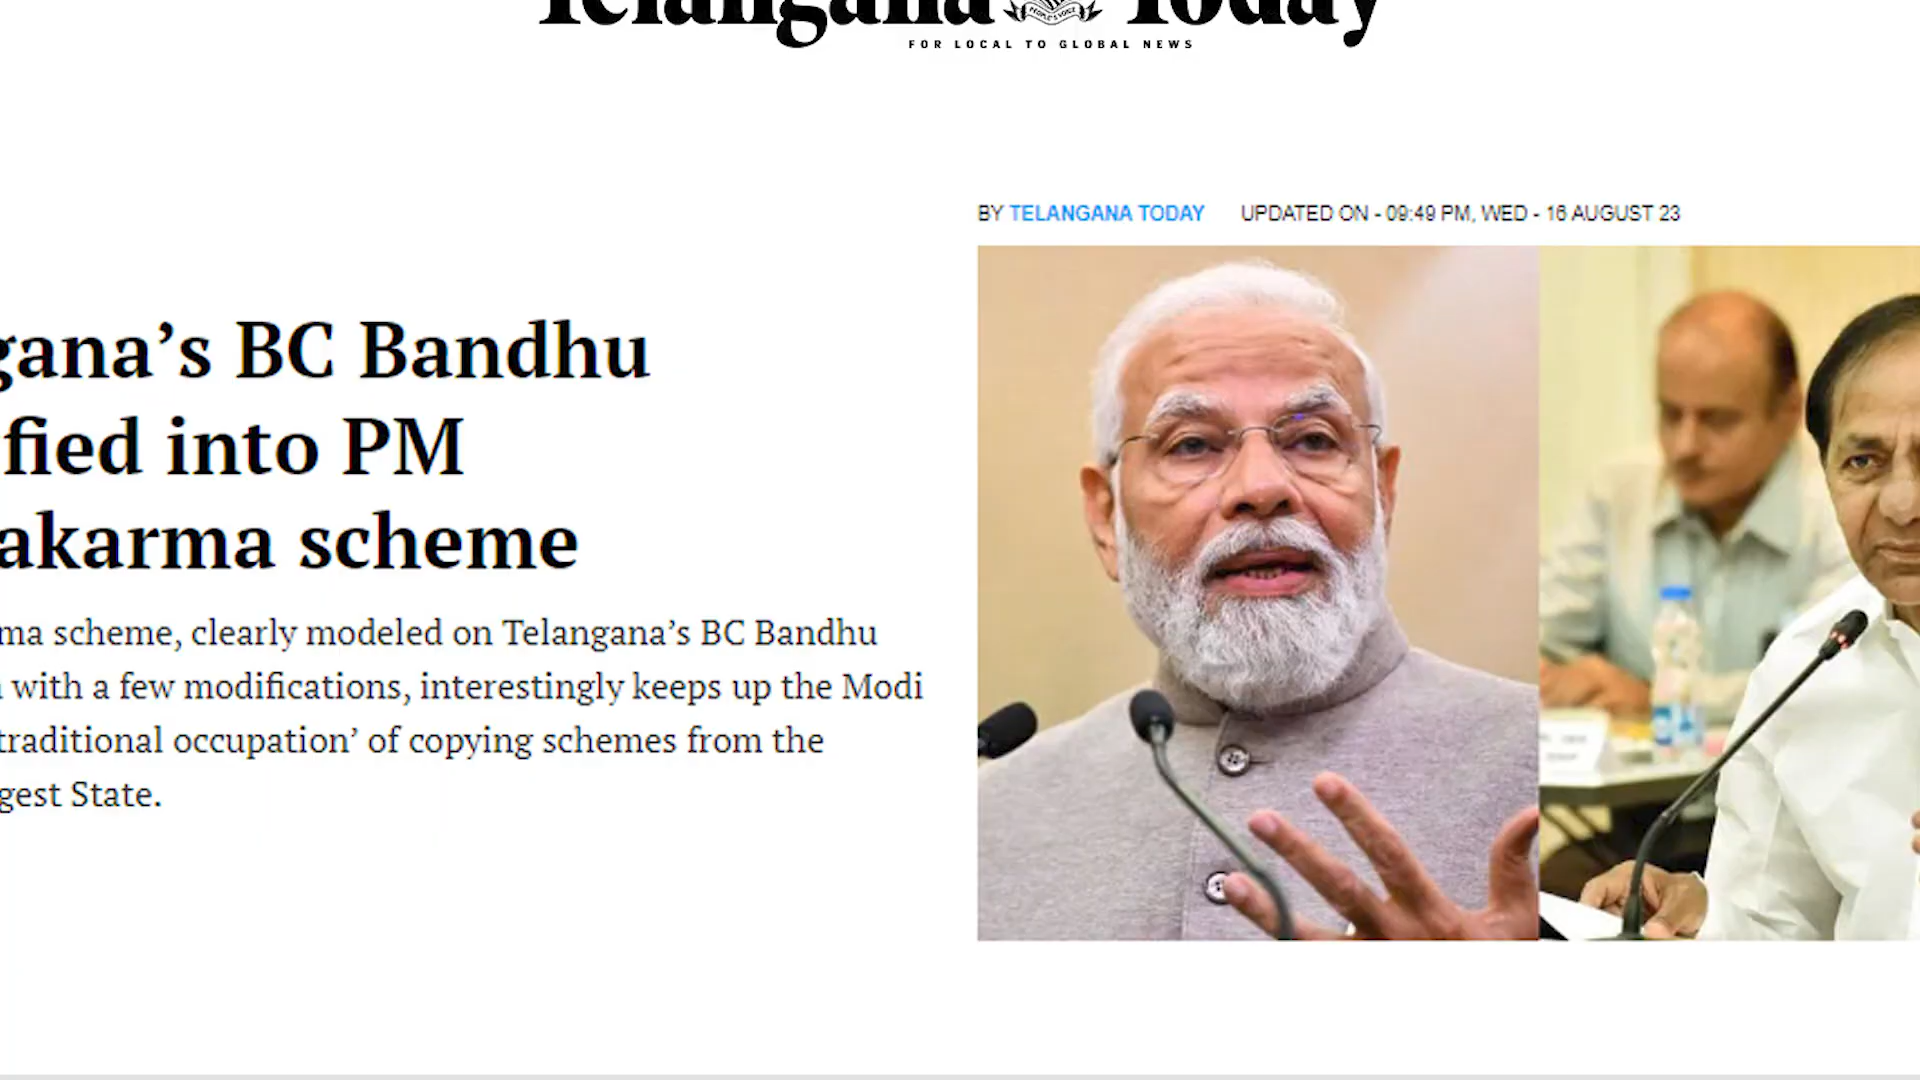 Telangana Today
FOR LOCAL TO GLOBAL NEWS
BY TELANGANA TODAY UPDATED ON - 09:49 PM, WED - 16 AUGUST 23
gana’s BC Bandhu
fied into PM
akarma scheme
ma scheme, clearly modeled on Telangana’s BC Bandhu
with a few modifications, interestingly keeps up the Modi
traditional occupation’ of copying schemes from the
gest State.